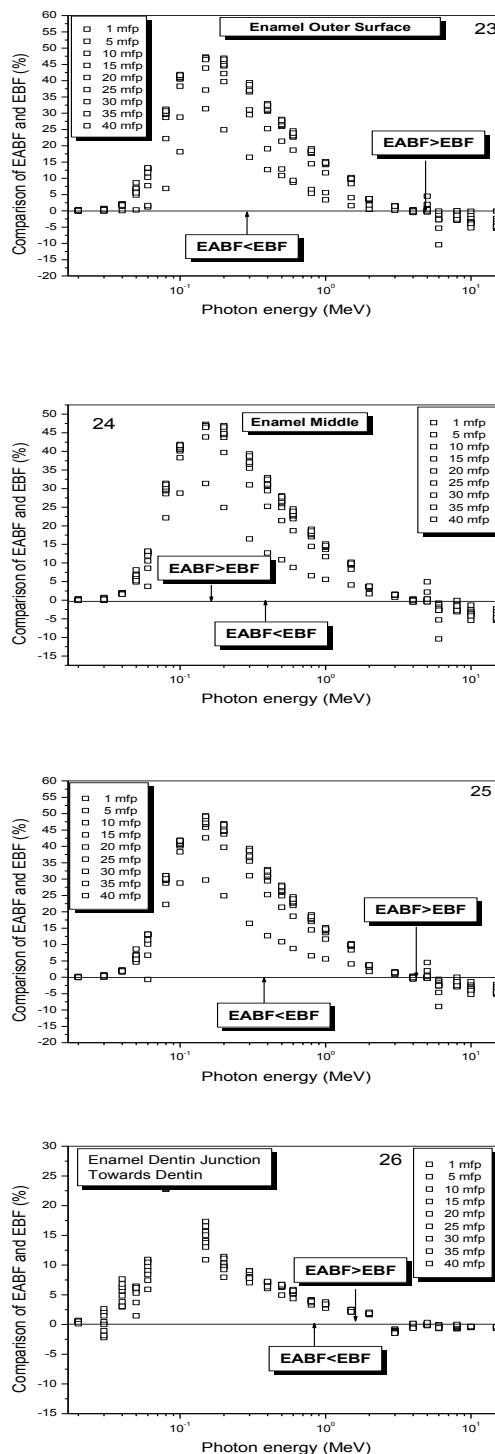 60
55
50
45
40
35
30
25
20
15
10
5
0
-5
-10
-15
-20
Comparison of EABF and EBF (%)
1 mfp
5 mfp
10 mfp
15 mfp
20 mfp
25 mfp
30 mfp
35 mfp
40 mfp
Enamel Outer Surface
23
EABF>EBF
EABF<EBF
10⁻¹
10⁰
10¹
Photon energy (MeV)
50
45
40
35
30
25
20
15
10
5
0
-5
-10
-15
Comparison of EABF and EBF (%)
24
Enamel Middle
1 mfp
5 mfp
10 mfp
15 mfp
20 mfp
25 mfp
30 mfp
35 mfp
40 mfp
EABF>EBF
EABF<EBF
10⁻¹
10⁰
10¹
Photon energy (MeV)
60
55
50
45
40
35
30
25
20
15
10
5
0
-5
-10
-15
-20
Comparison of EABF and EBF (%)
1 mfp
5 mfp
10 mfp
15 mfp
20 mfp
25 mfp
30 mfp
35 mfp
40 mfp
25
EABF>EBF
EABF<EBF
10⁻¹
10⁰
10¹
Photon energy (MeV)
30
25
20
15
10
5
0
-5
-10
-15
Comparison of EABF and EBF (%)
Enamel Dentin Junction
Towards Dentin
26
1 mfp
5 mfp
10 mfp
15 mfp
20 mfp
25 mfp
30 mfp
35 mfp
40 mfp
EABF>EBF
EABF<EBF
10⁻¹
10⁰
10¹
Photon energy (MeV)